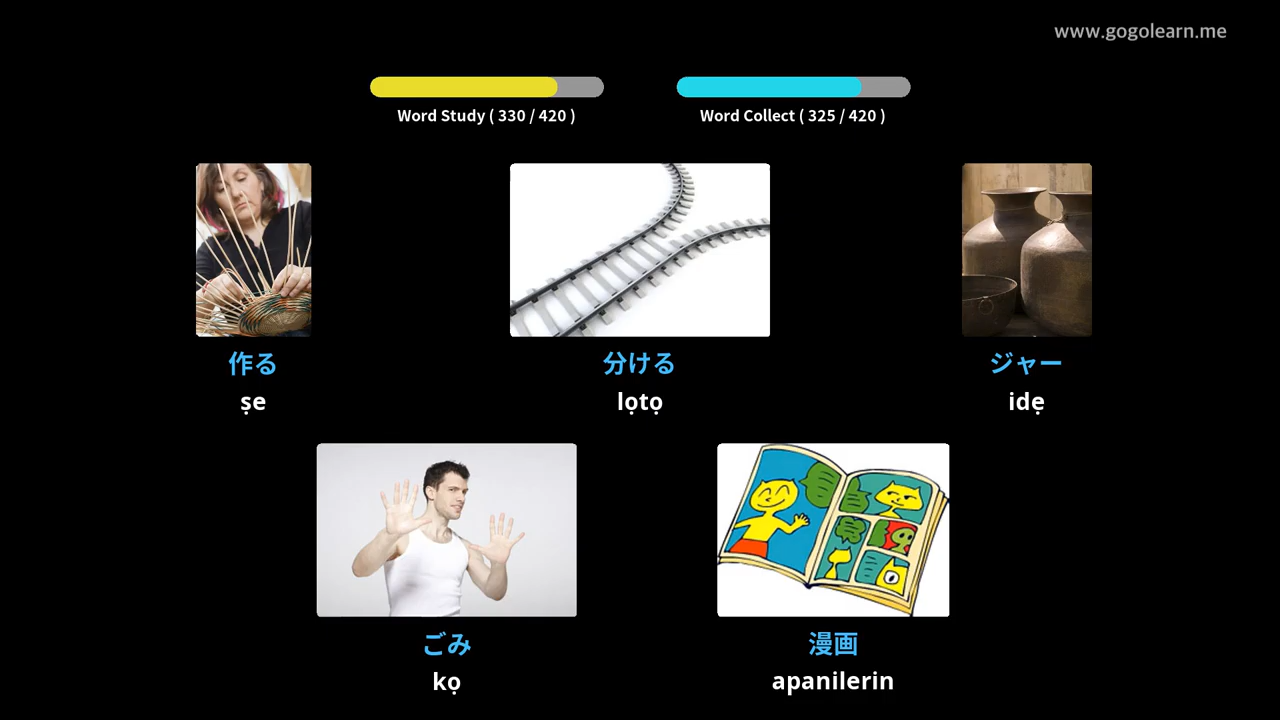 www.gogolearn.me
Word Study ( 330 / 420 )
Word Collect ( 325 / 420 )
作る
ṣe
分ける
lọtọ
ジャー
idẹ
ごみ
kọ
漫画
apanilerin